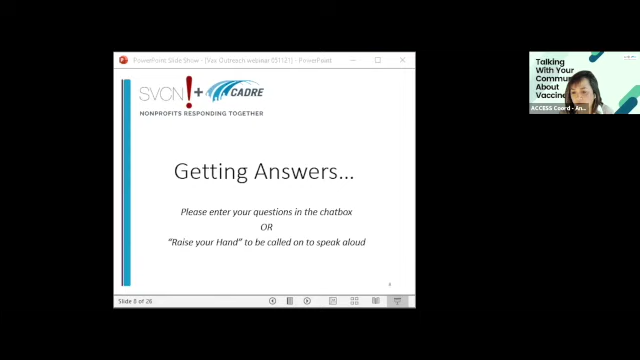 PowerPoint Slide Show - [Vax Outreach webinar 031121] - PowerPoint
SVCN!+ CADRE
NONPROFITS RESPONDING TOGETHER
Getting Answers...
Please enter your questions in the chatbox
OR
"Raise your Hand" to be called on to speak aloud
Slide 8 of 26
Talking
With Your
Commun
About
Vaccine
ACCESS Coord - An...